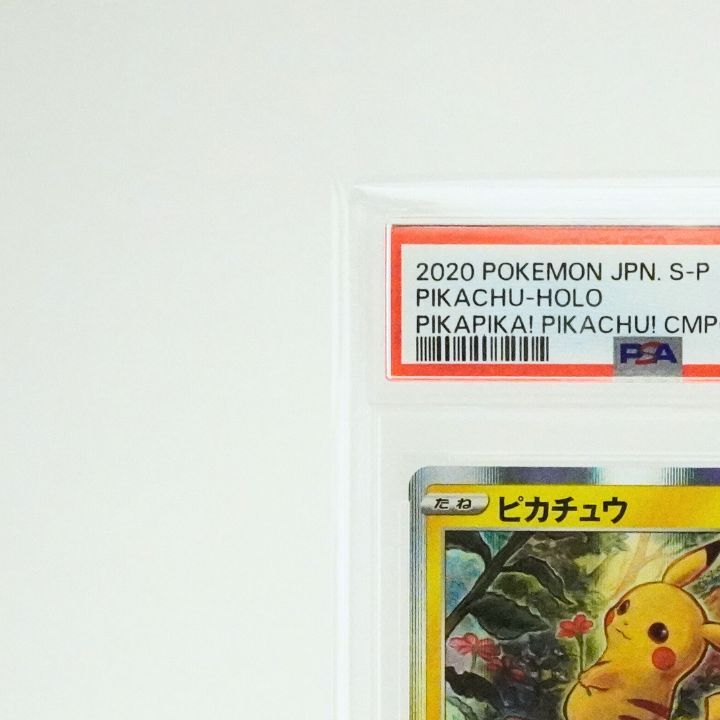 2020 POKEMON JPN. S-P
PIKACHU-HOLO
PIKAPIKA! PIKACHU! CMP
PSA
たね ピカチュウ